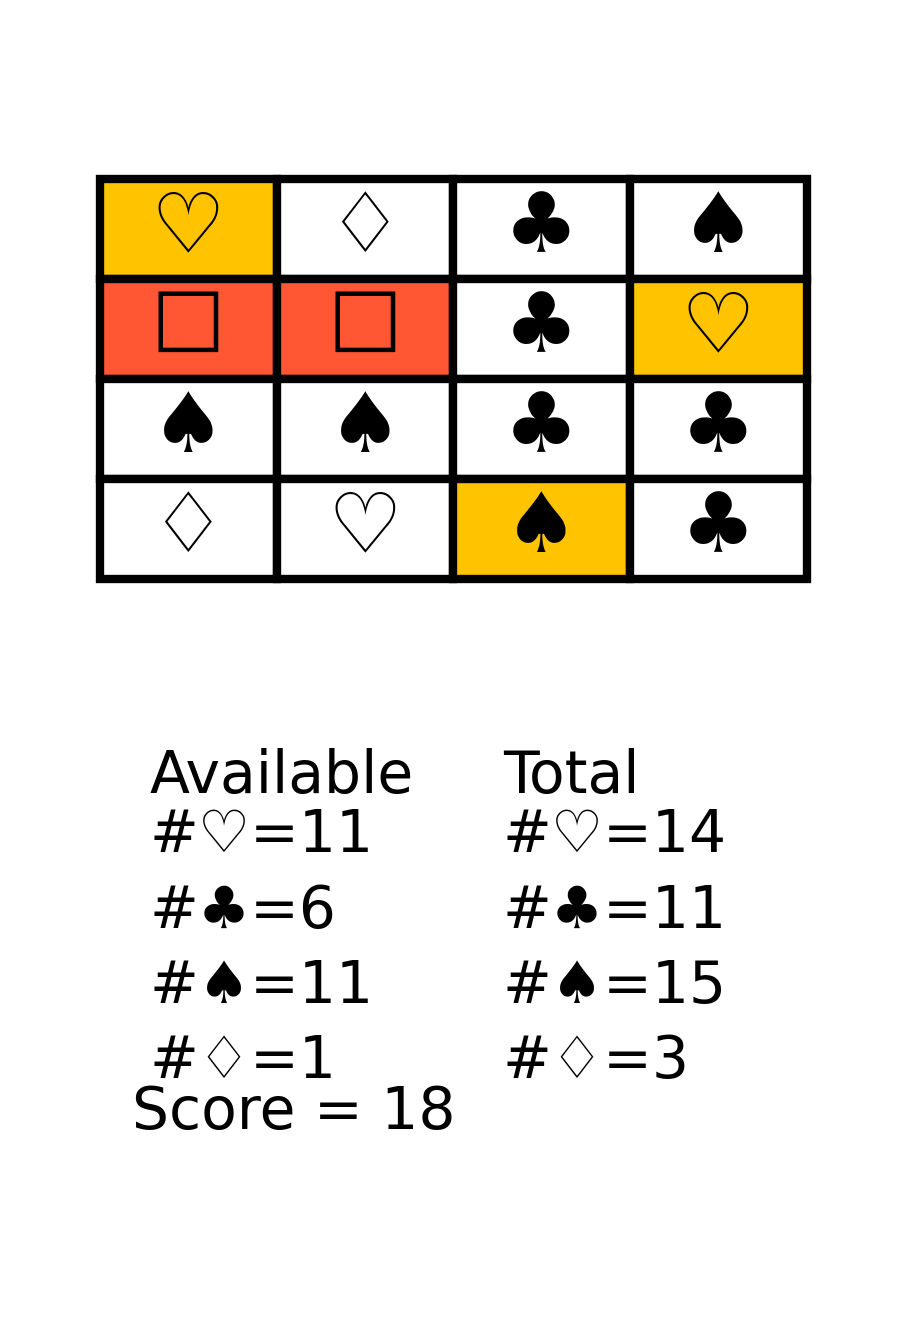 ♡ ♢ ♣ ♠
□ □ ♣ ♡
♠ ♠ ♣ ♣
♢ ♡ ♠ ♣
Available Total
#♡=11 #♡=14
#♣=6 #♣=11
#♠=11 #♠=15
#♢=1 #♢=3
Score = 18